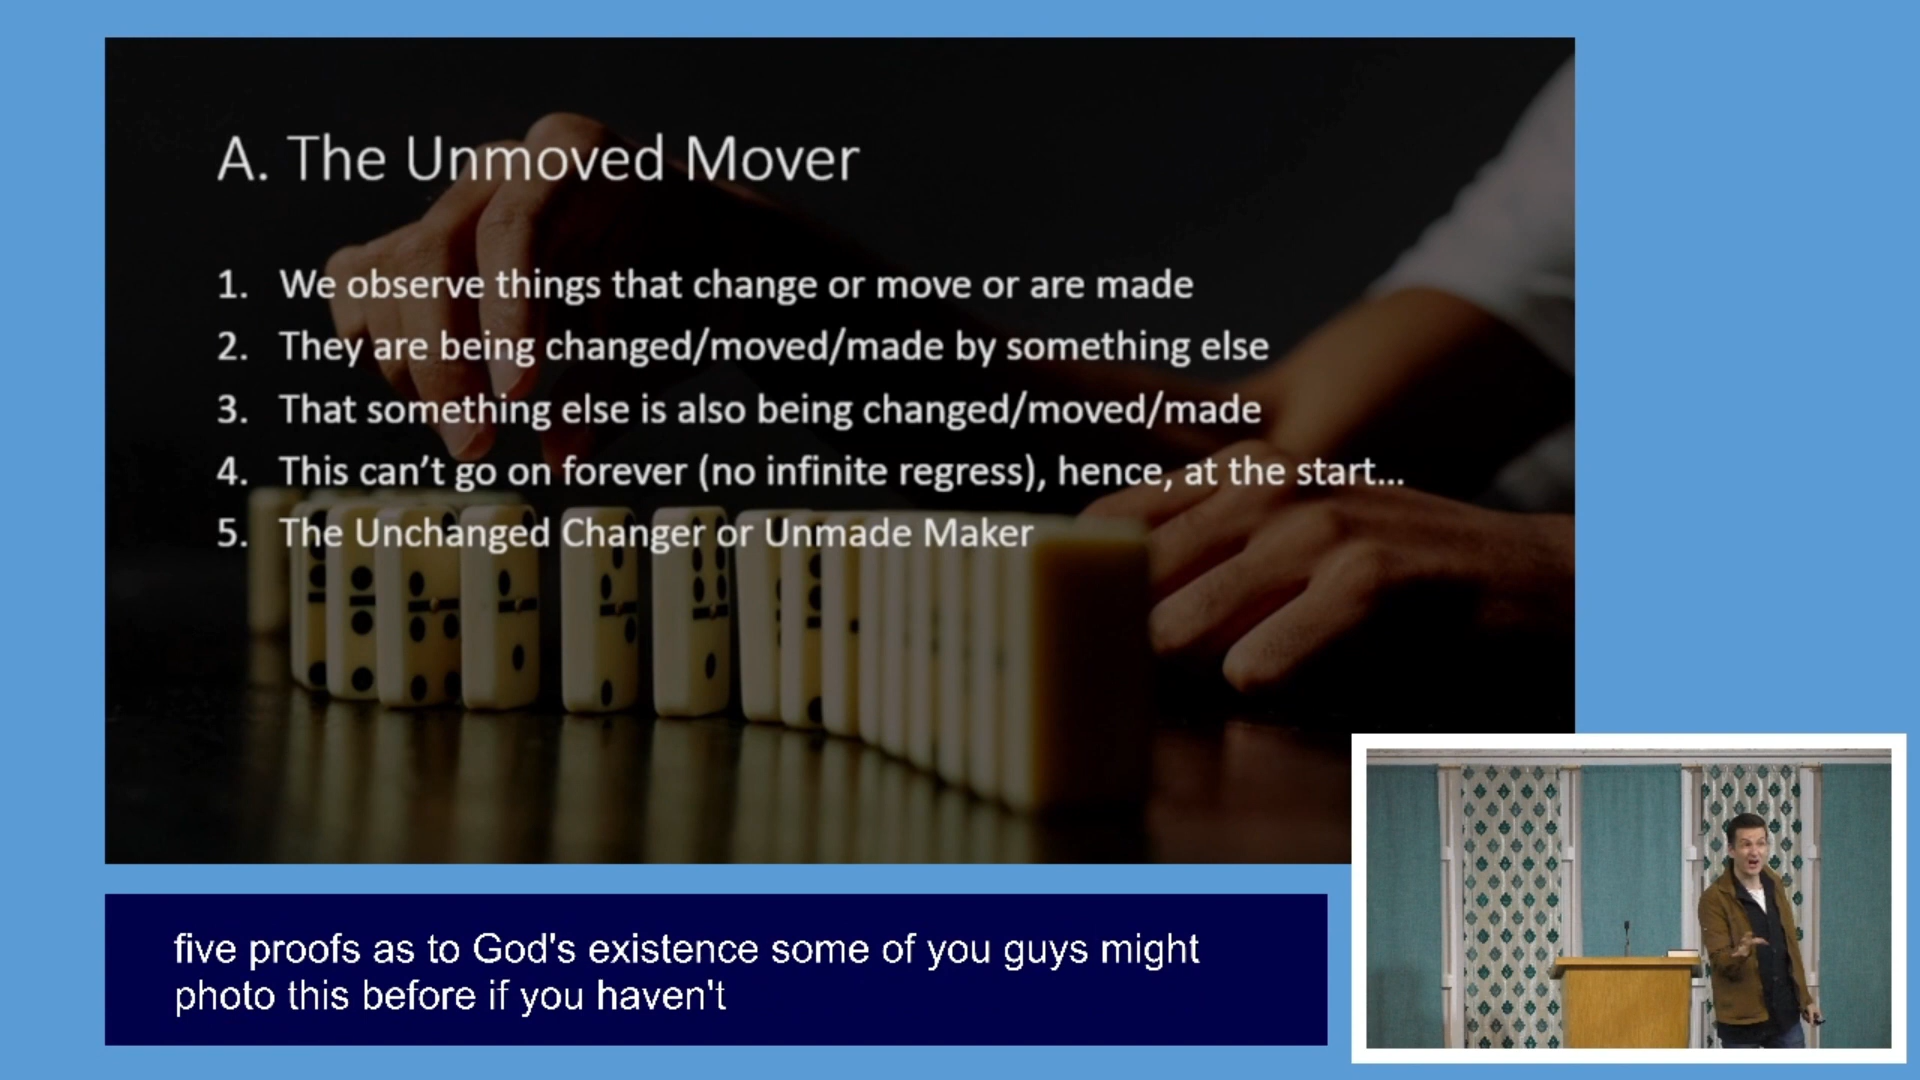 A. The Unmoved Mover
1. We observe things that change or move or are made
2. They are being changed/moved/made by something else
3. That something else is also being changed/moved/made
4. This can’t go on forever (no infinite regress), hence, at the start...
5. The Unchanged Changer or Unmade Maker
five proofs as to God's existence some of you guys might
photo this before if you haven't